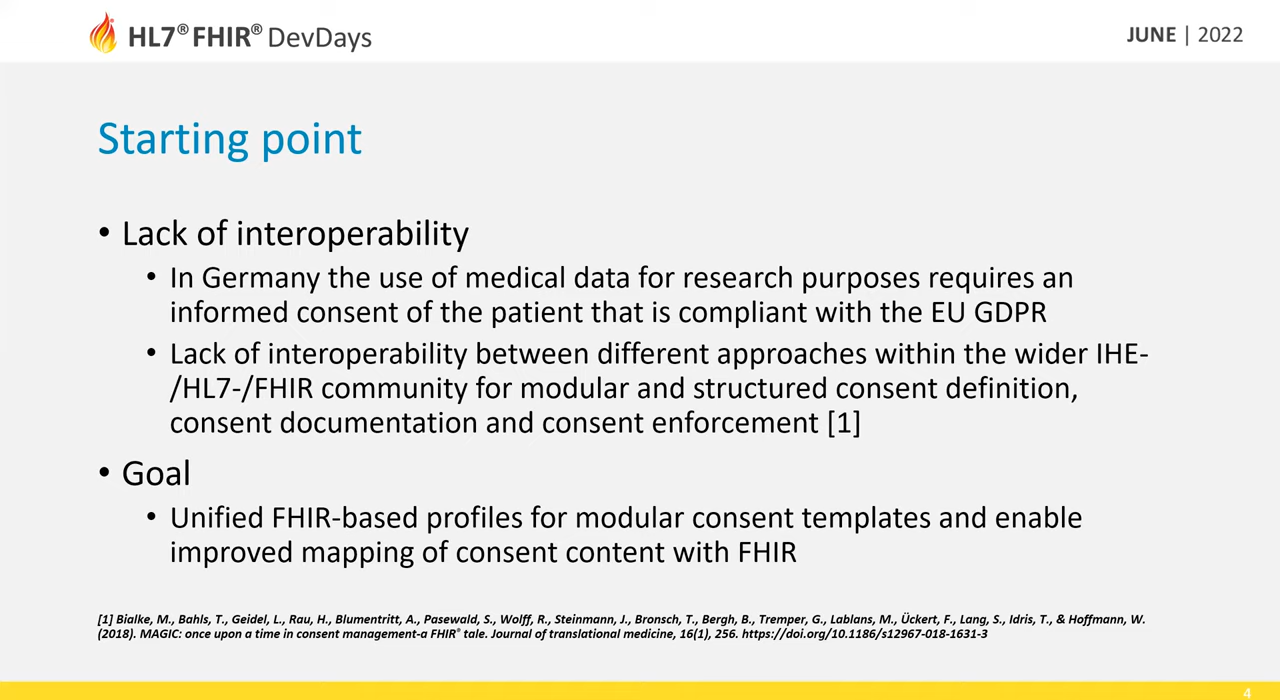 HL7® FHIR® DevDays
JUNE | 2022
Starting point
• Lack of interoperability
• In Germany the use of medical data for research purposes requires an
informed consent of the patient that is compliant with the EU GDPR
• Lack of interoperability between different approaches within the wider IHE-
/HL7-/FHIR community for modular and structured consent definition,
consent documentation and consent enforcement [1]
• Goal
• Unified FHIR-based profiles for modular consent templates and enable
improved mapping of consent content with FHIR
[1] Bialke, M., Bahls, T., Geidel, L., Rau, H., Blumentritt, A., Pasewald, S., Wolff, R., Steinmann, J., Bronsch, T., Bergh, B., Tremper, G., Lablans, M., Ückert, F., Lang, S., Idris, T., & Hoffmann, W.
(2018). MAGIC: once upon a time in consent management-a FHIR® tale. Journal of translational medicine, 16(1), 256. https://doi.org/10.1186/s12967-018-1631-3
4